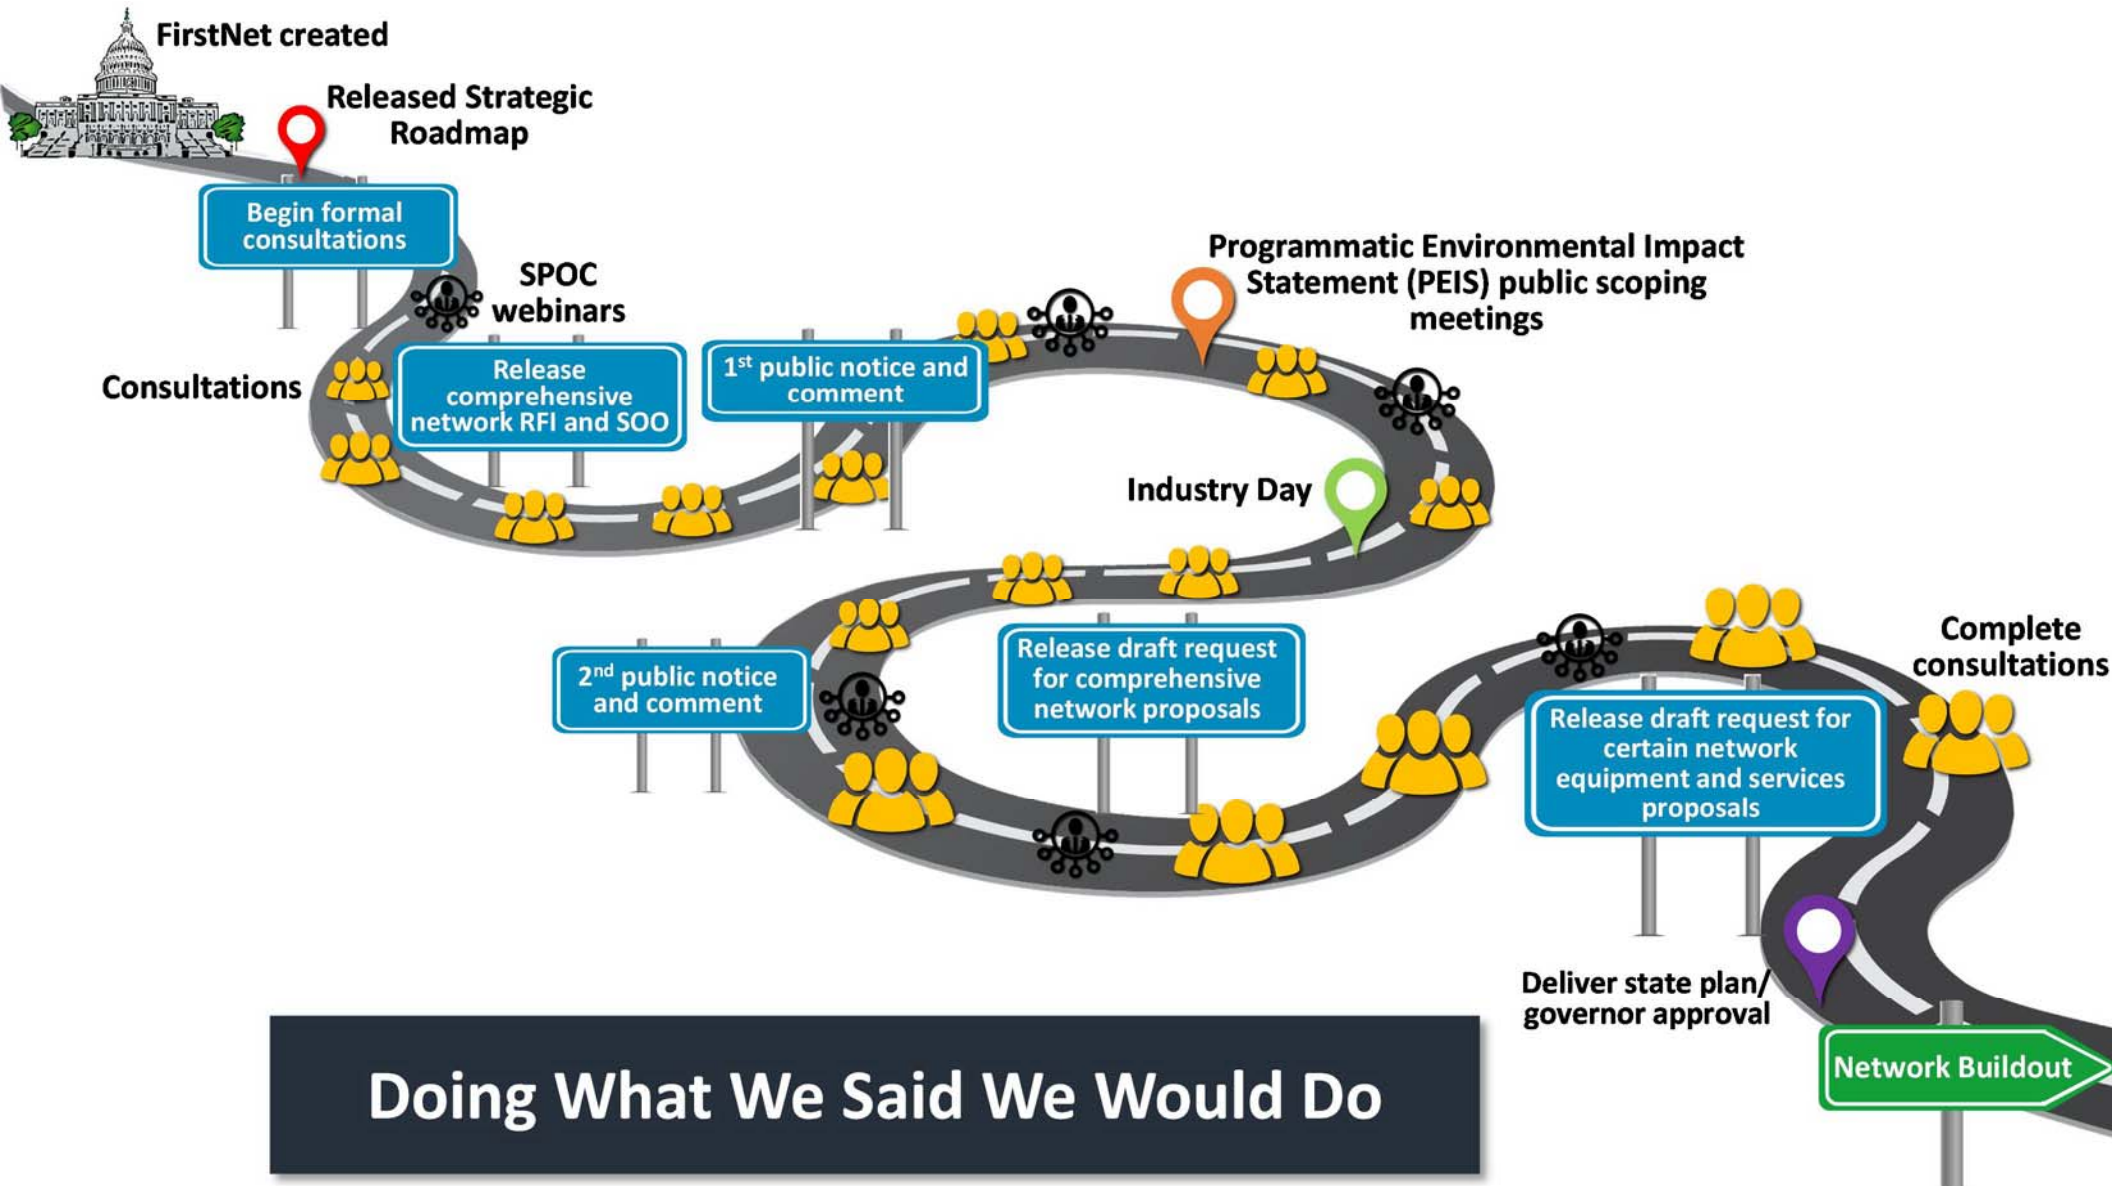 FirstNet created
Released Strategic
Roadmap
Begin formal
consultations
SPOC
webinars
Consultations
Release
comprehensive
network RFI and SOO
1st public notice and
comment
Programmatic Environmental Impact
Statement (PEIS) public scoping
meetings
Industry Day
2nd public notice
and comment
Release draft request
for comprehensive
network proposals
Release draft request for
certain network
equipment and services
proposals
Complete
consultations
Deliver state plan/
governor approval
Network Buildout
Doing What We Said We Would Do